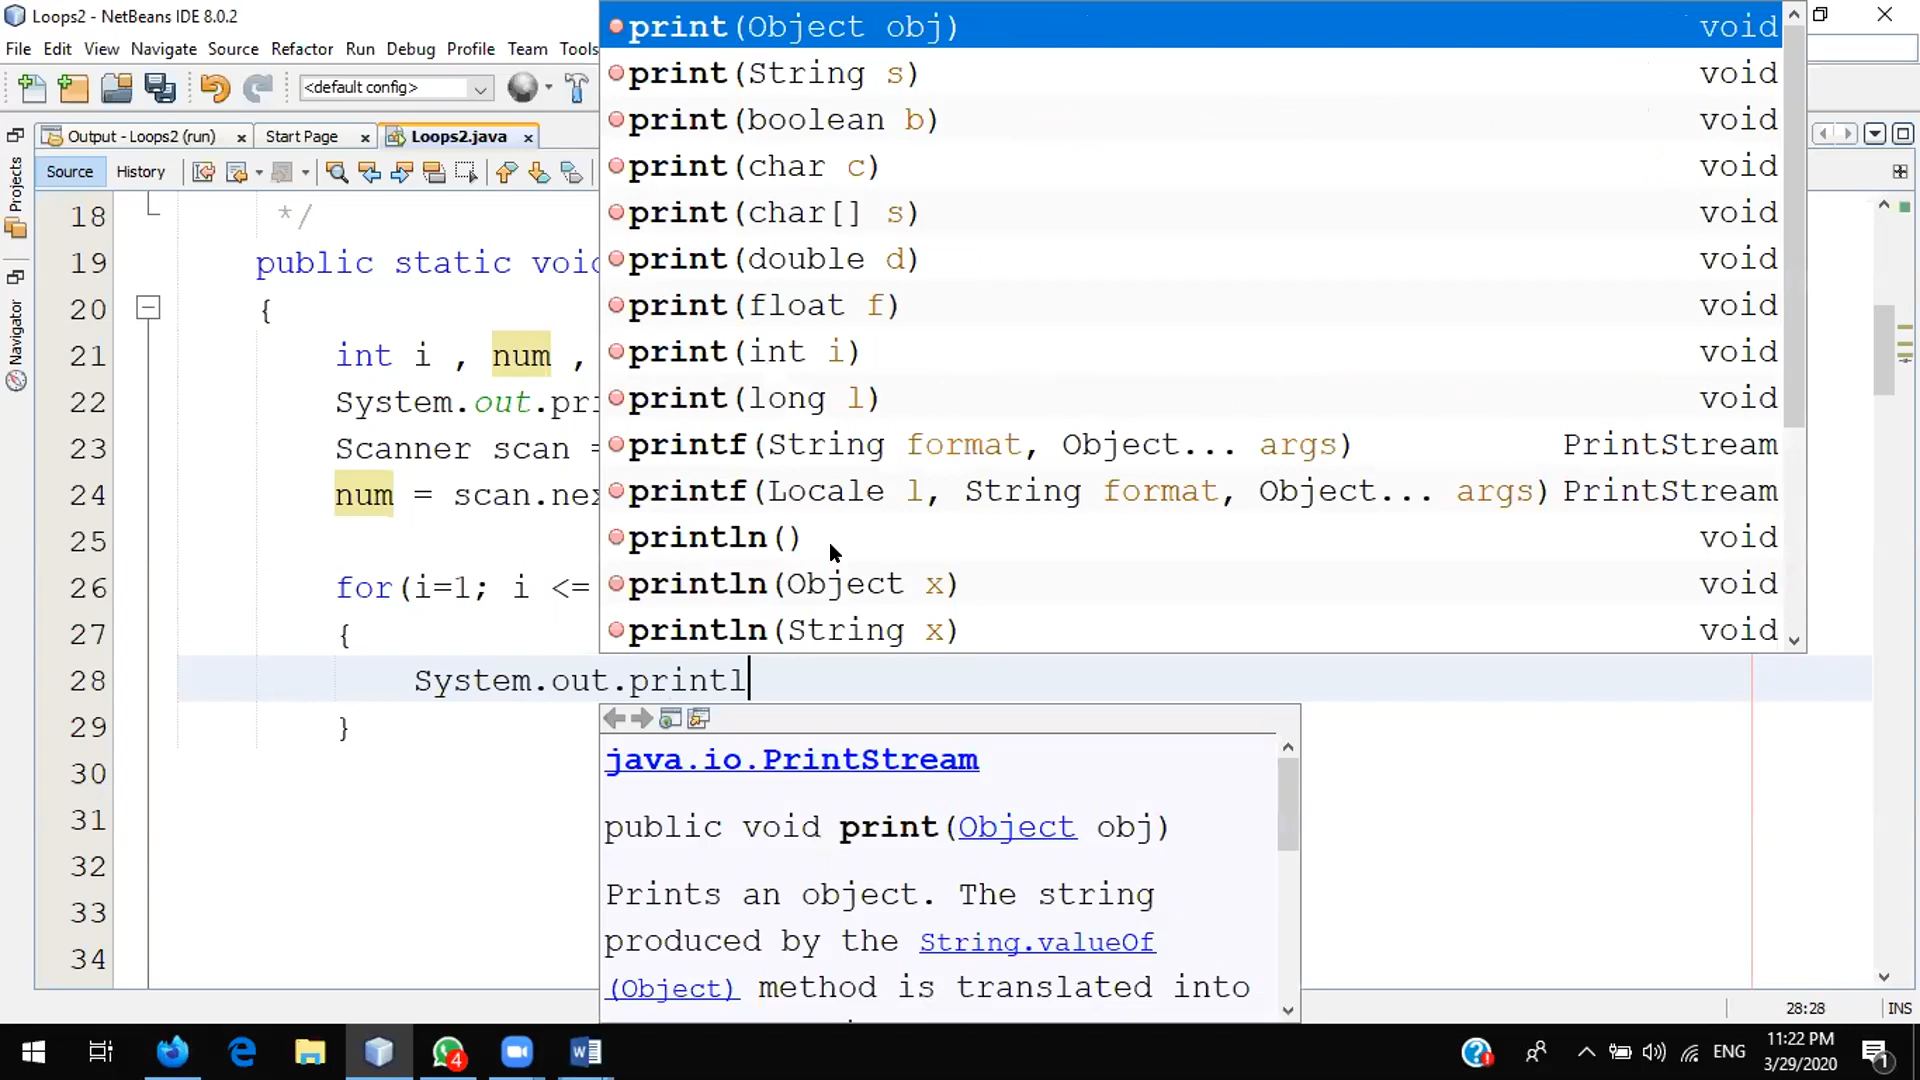 Loops2 - NetBeans IDE 8.0.2
File Edit View Navigate Source Refactor Run Debug Profile Team Tools
<default config>
Output - Loops2 (run) Start Page Loops2.java
Source History
Projects
Navigator
18 */
19 public static void
20 {
21 int i , num ,
22 System.out.pri
23 Scanner scan =
24 num = scan.nex
25
26 for(i=1; i <=
27 {
28 System.out.printl
29 }
30
31
32
33
34
print(Object obj) void
print(String s) void
print(boolean b) void
print(char c) void
print(char[] s) void
print(double d) void
print(float f) void
print(int i) void
print(long l) void
printf(String format, Object... args) PrintStream
printf(Locale l, String format, Object... args) PrintStream
println() void
println(Object x) void
println(String x) void
java.io.PrintStream
public void print(Object obj)
Prints an object. The string
produced by the String.valueOf
(Object) method is translated into
28:28 INS
4
ENG
11:22 PM
3/29/2020
1